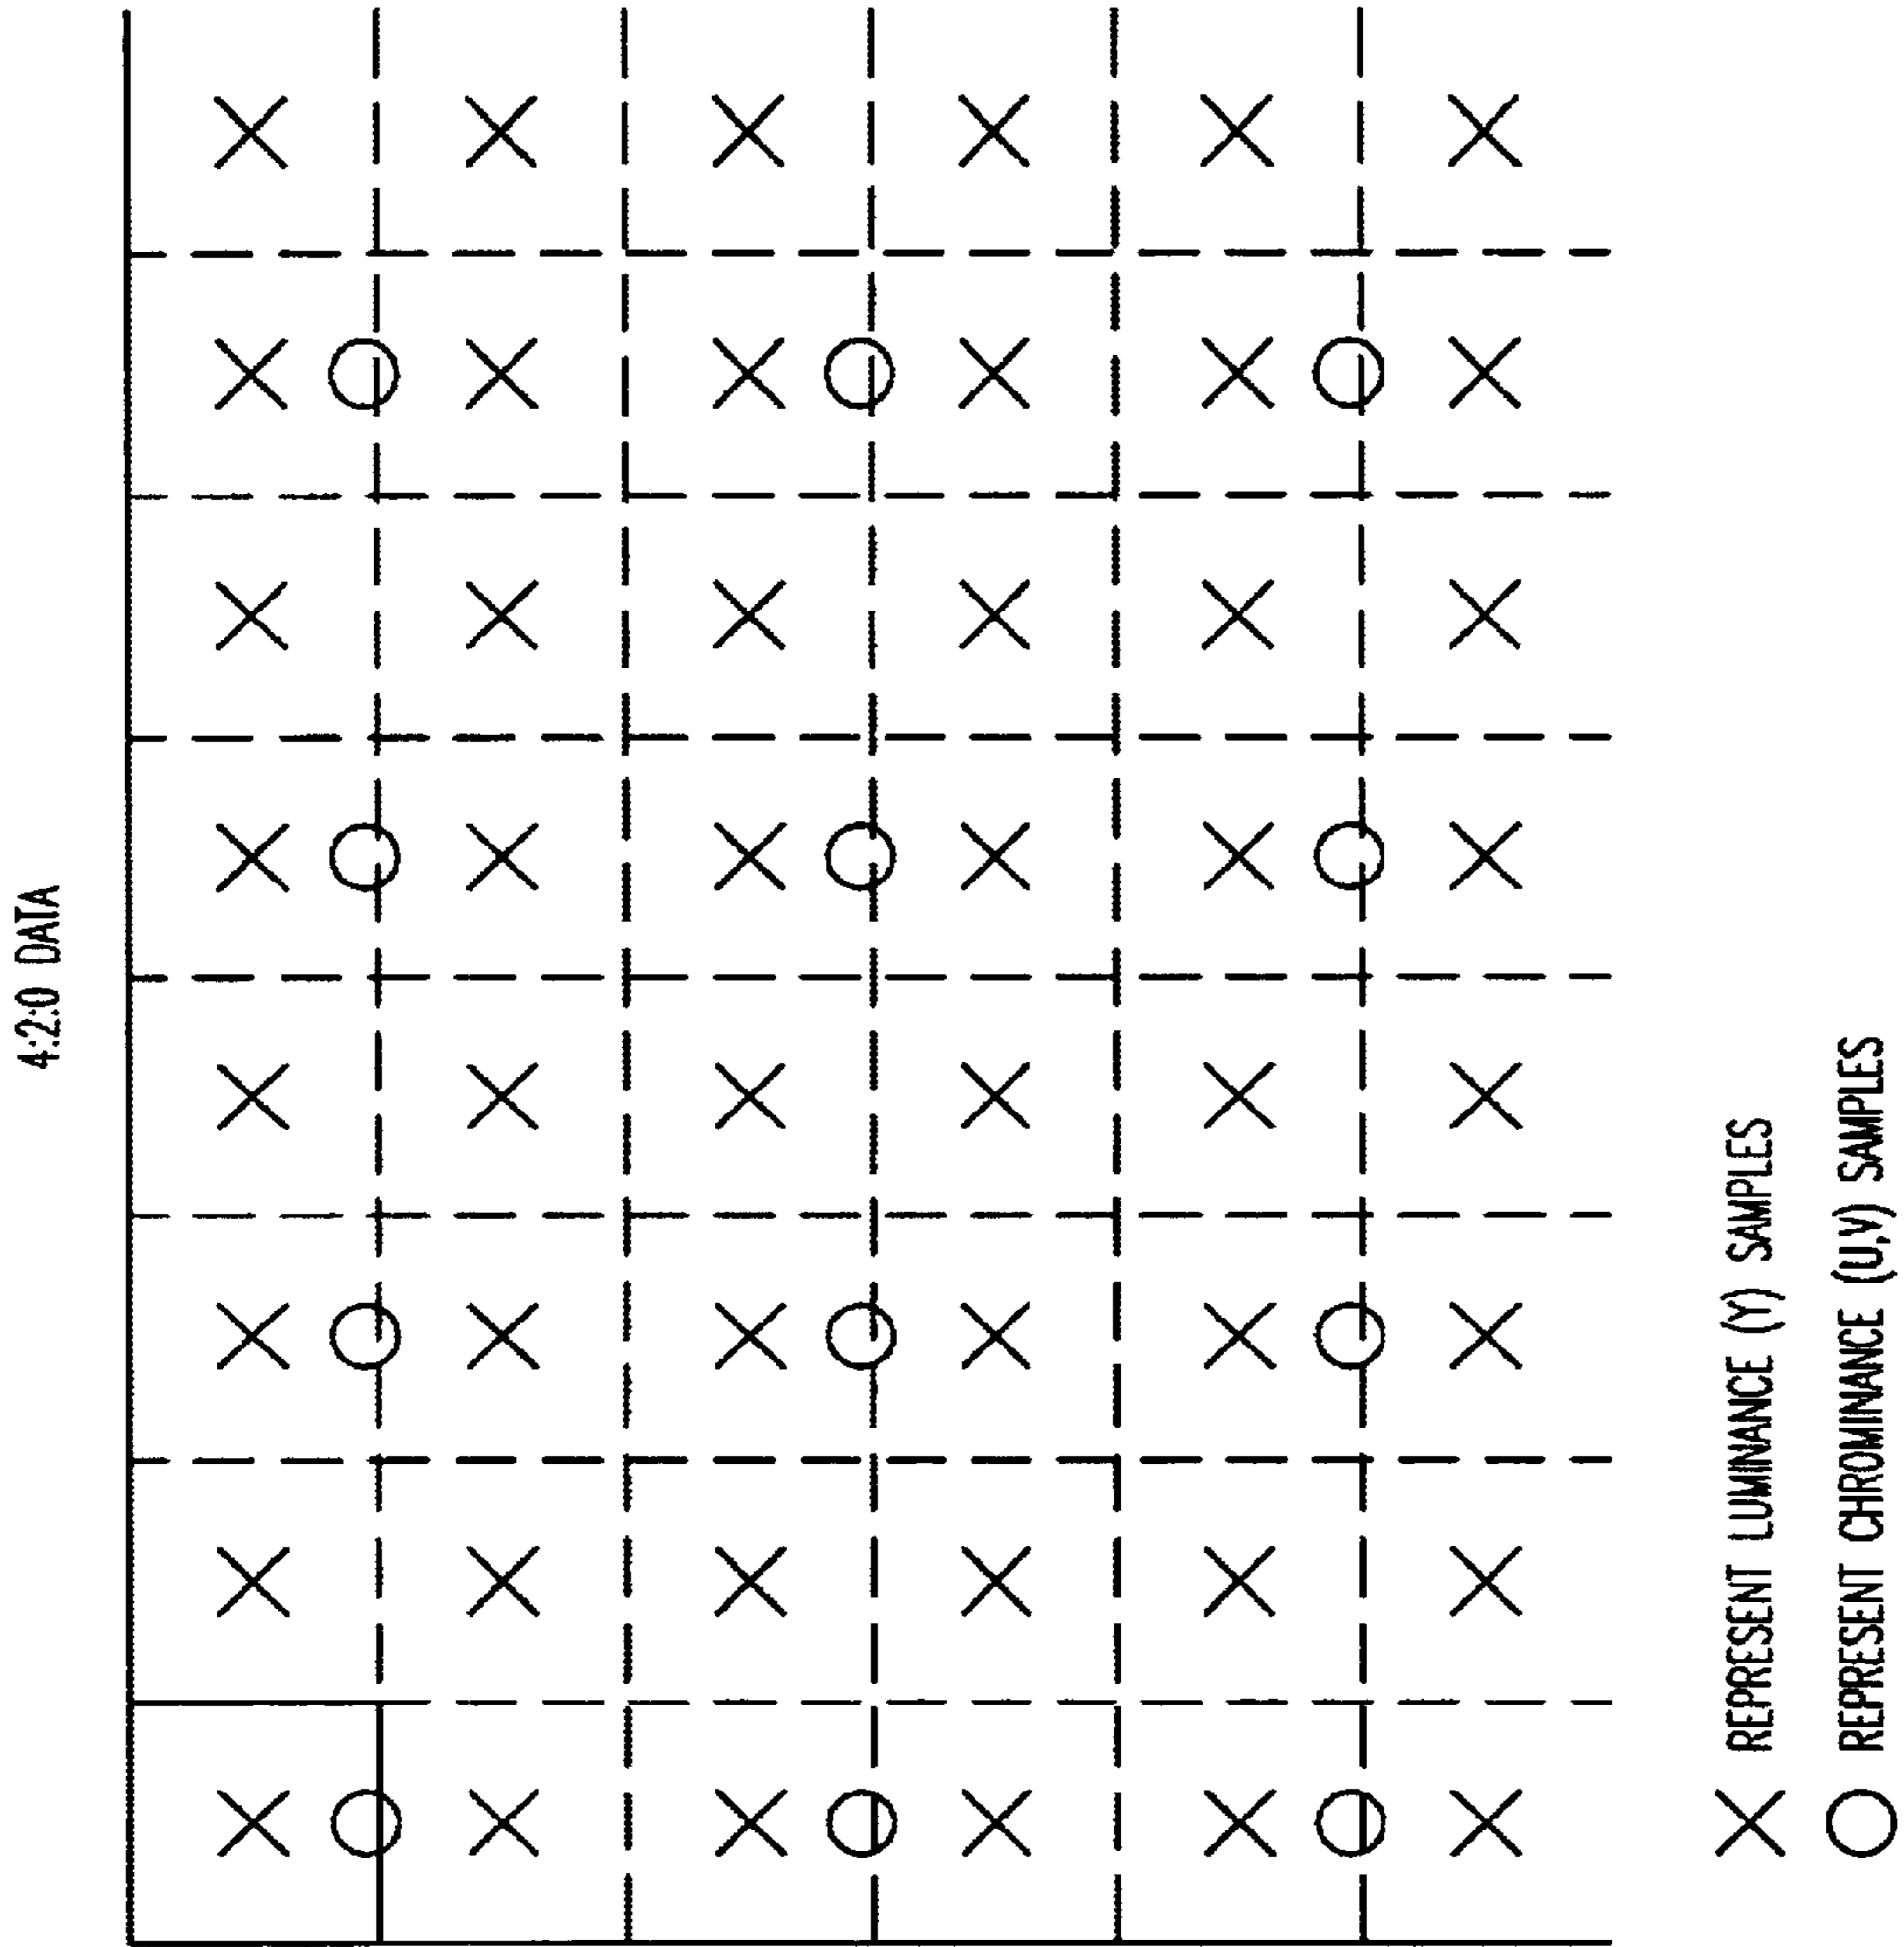 4:2:0 DATA
REPRESENT LUMINANCE (Y) SAMPLES
REPRESENT CHROMINANCE (U,V) SAMPLES